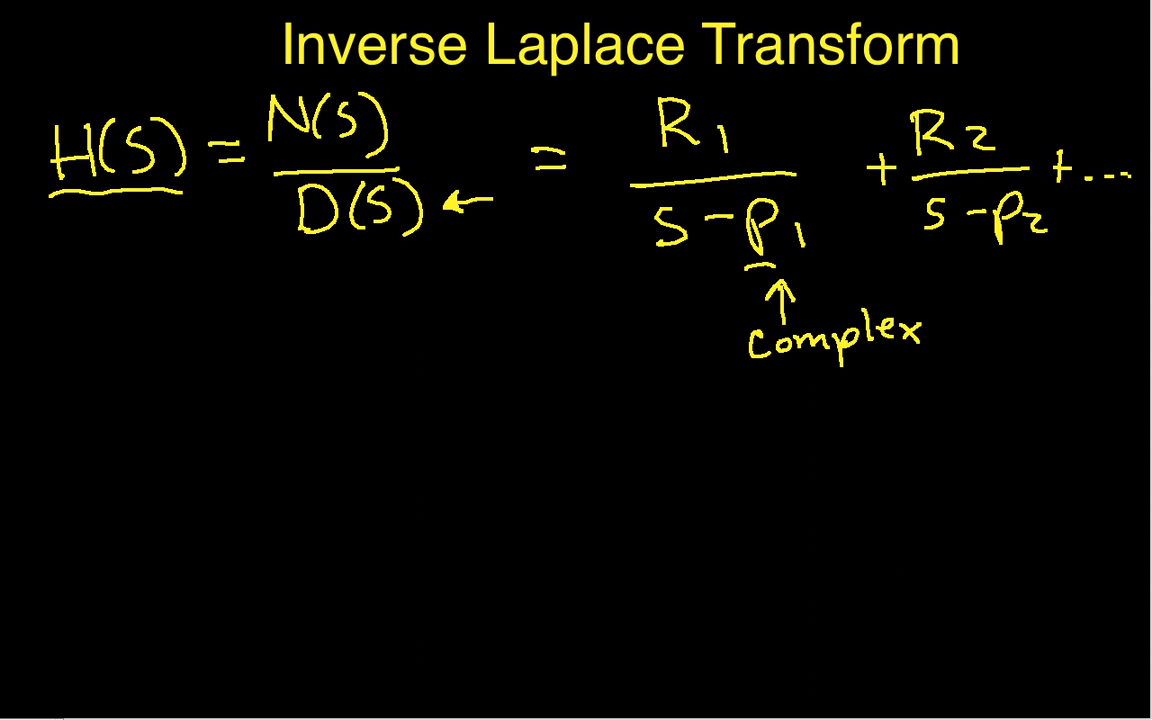 Inverse Laplace Transform
H(s) = N(s) / D(s) ← = R1 / s - p1 + R2 / s - p2 + ...
↑
complex